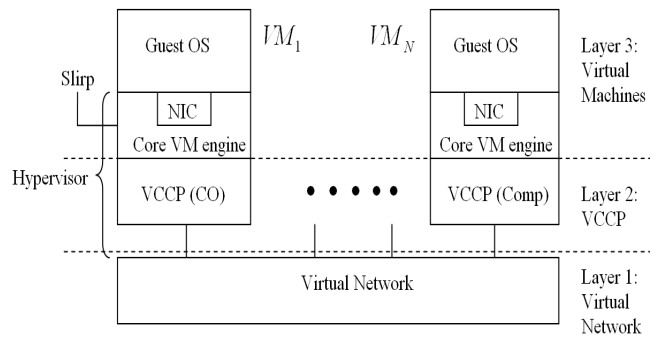 Guest OS
VM1
VMN
Guest OS
Layer 3:
Virtual
Machines
Slirp
NIC
NIC
Core VM engine
Core VM engine
Hypervisor
VCCP (CO)
VCCP (Comp)
Layer 2:
VCCP
Virtual Network
Layer 1:
Virtual
Network